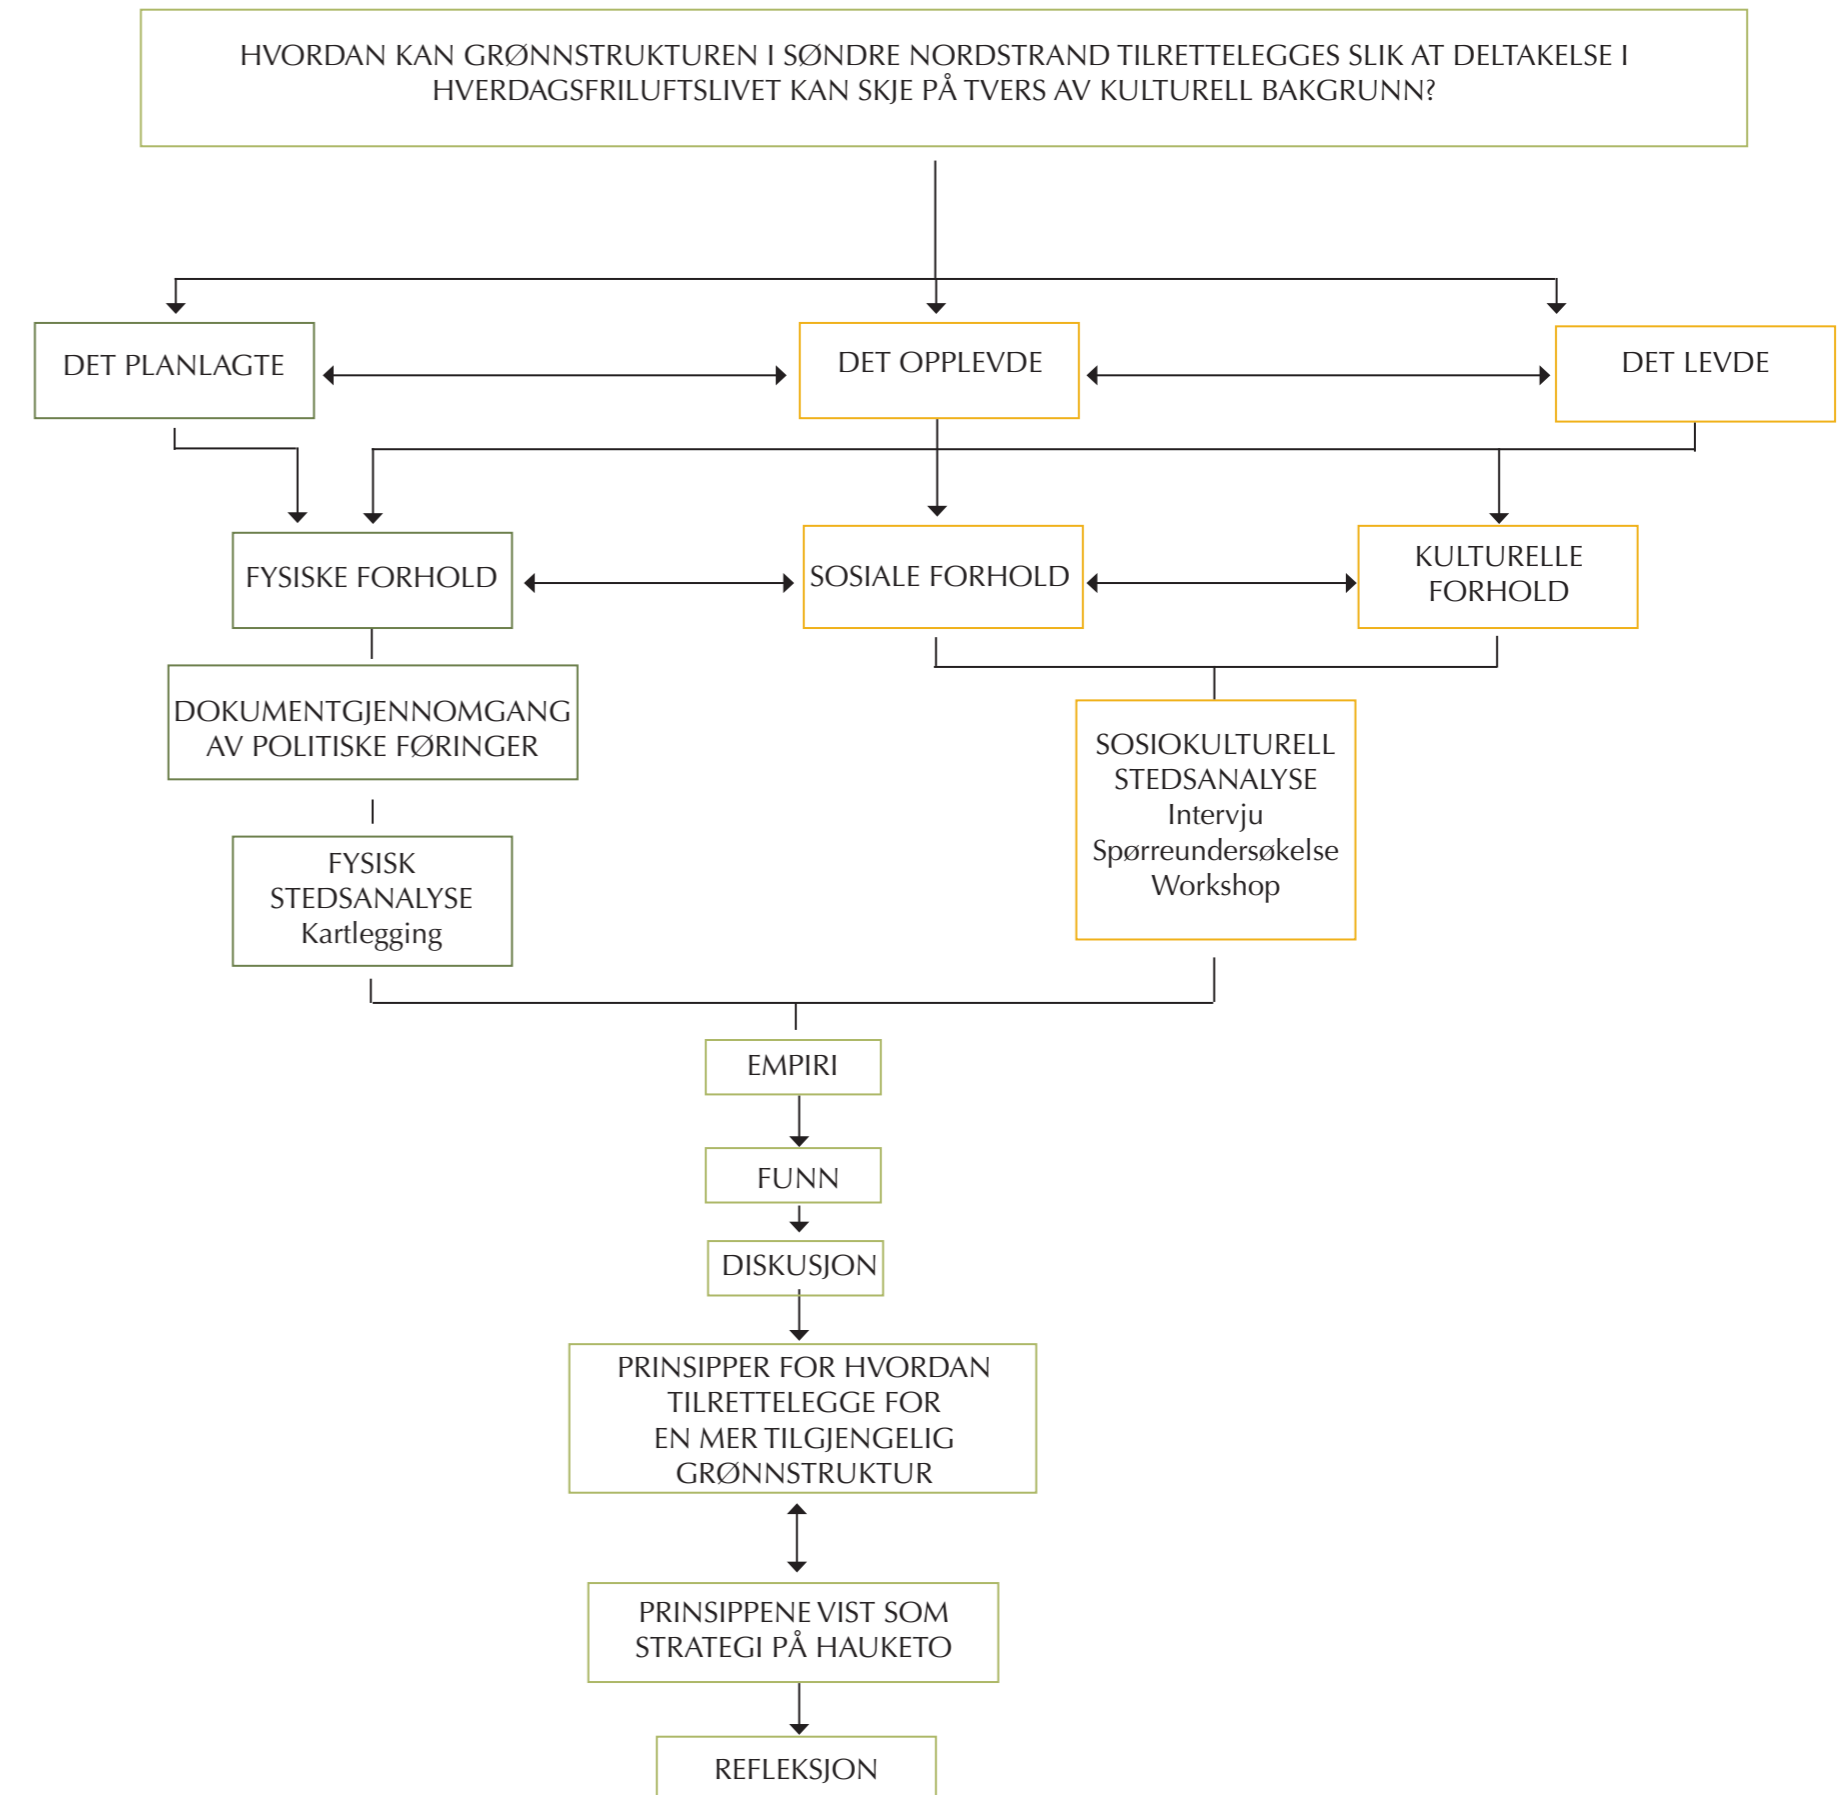 HVORDAN KAN GRØNNSTRUKTUREN I SØNDRE NORDSTRAND TILRETTELEGGES SLIK AT DELTAKELSE I
HVERDAGSFRILUFTSLIVET KAN SKJE PÅ TVERS AV KULTURELL BAKGRUNN?
DET PLANLAGTE
DET OPPLEVDE
DET LEVDE
FYSISKE FORHOLD
SOSIALE FORHOLD
KULTURELLE
FORHOLD
DOKUMENTGJENNOMGANG
AV POLITISKE FØRINGER
SOSIOKULTURELL
STEDSANALYSE
Intervju
Spørreundersøkelse
Workshop
FYSISK
STEDSANALYSE
Kartlegging
EMPIRI
FUNN
DISKUSJON
PRINSIPPER FOR HVORDAN
TILRETTELEGGE FOR
EN MER TILGJENGELIG
GRØNNSTRUKTUR
PRINSIPPENE VIST SOM
STRATEGI PÅ HAUKETO
REFLEKSJON